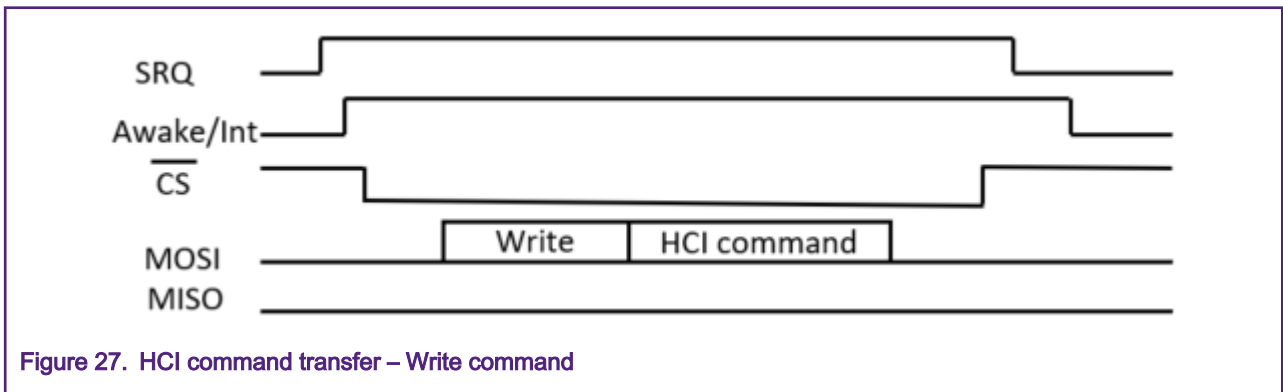 SRQ
Awake/Int
CS
Write HCI command
MOSI
MISO
Figure 27. HCI command transfer – Write command